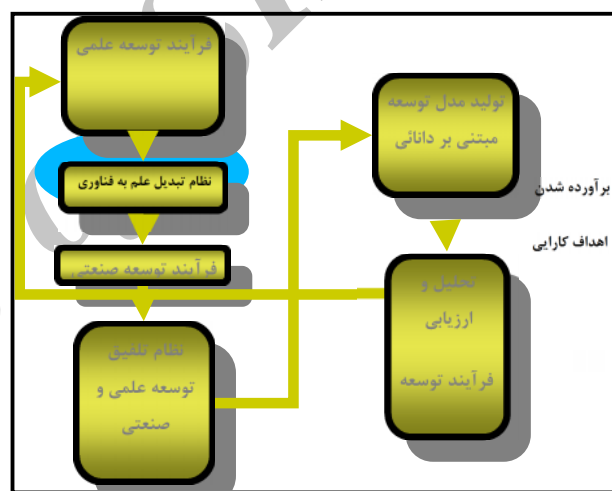 فرآیند توسعه علمی
نظام تبدیل علم به فناوری
فرآیند توسعه صنعتی
نظام تلفیق
توسعه علمی و
صنعتی
تولید مدل توسعه
مبتنی بر دانائی
برآورده شدن
اهداف کارایی
تحلیل و
ارزیابی
فرآیند توسعه